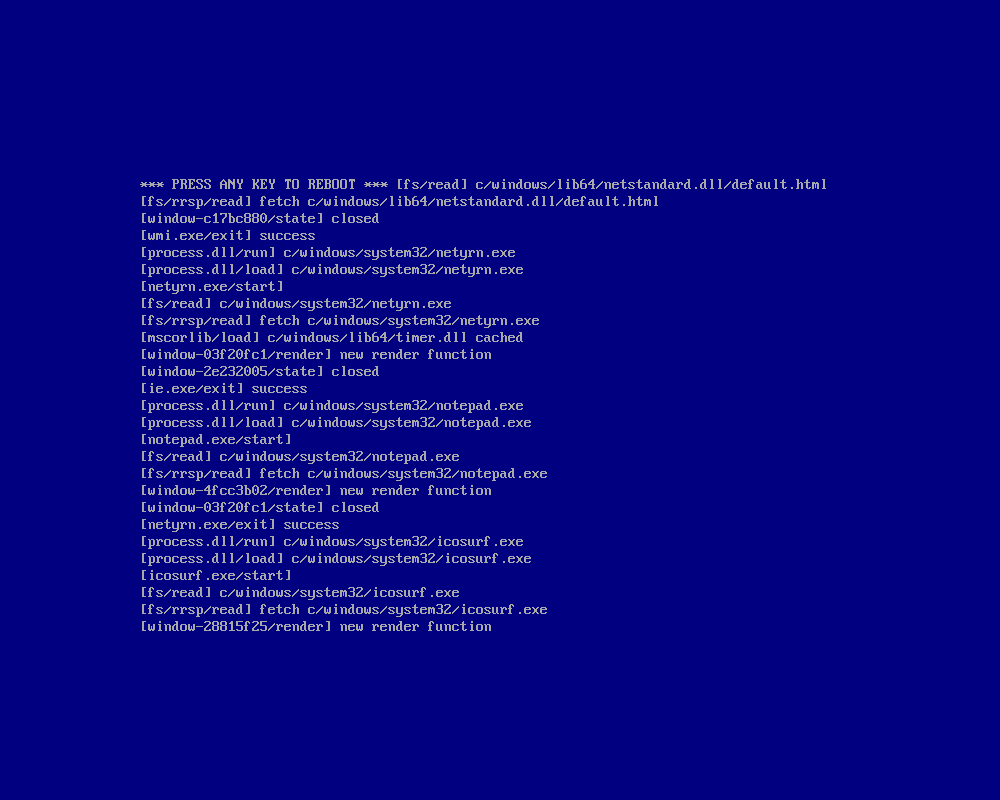 *** PRESS ANY KEY TO REBOOT *** [fs/read] c/windows/lib64/netstandard.dll/default.html
[fs/rrsp/read] fetch c/windows/lib64/netstandard.dll/default.html
[window-c17bc880/state] closed
[wmi.exe/exit] success
[process.dll/run] c/windows/system32/netyrn.exe
[process.dll/load] c/windows/system32/netyrn.exe
[netyrn.exe/start]
[fs/read] c/windows/system32/netyrn.exe
[fs/rrsp/read] fetch c/windows/system32/netyrn.exe
[mscorlib/load] c/windows/lib64/timer.dll cached
[window-03f20fc1/render] new render function
[window-2e232005/state] closed
[ie.exe/exit] success
[process.dll/run] c/windows/system32/notepad.exe
[process.dll/load] c/windows/system32/notepad.exe
[notepad.exe/start]
[fs/read] c/windows/system32/notepad.exe
[fs/rrsp/read] fetch c/windows/system32/notepad.exe
[window-4fcc3b02/render] new render function
[window-03f20fc1/state] closed
[netyrn.exe/exit] success
[process.dll/run] c/windows/system32/icosurf.exe
[process.dll/load] c/windows/system32/icosurf.exe
[icosurf.exe/start]
[fs/read] c/windows/system32/icosurf.exe
[fs/rrsp/read] fetch c/windows/system32/icosurf.exe
[window-28815f25/render] new render function